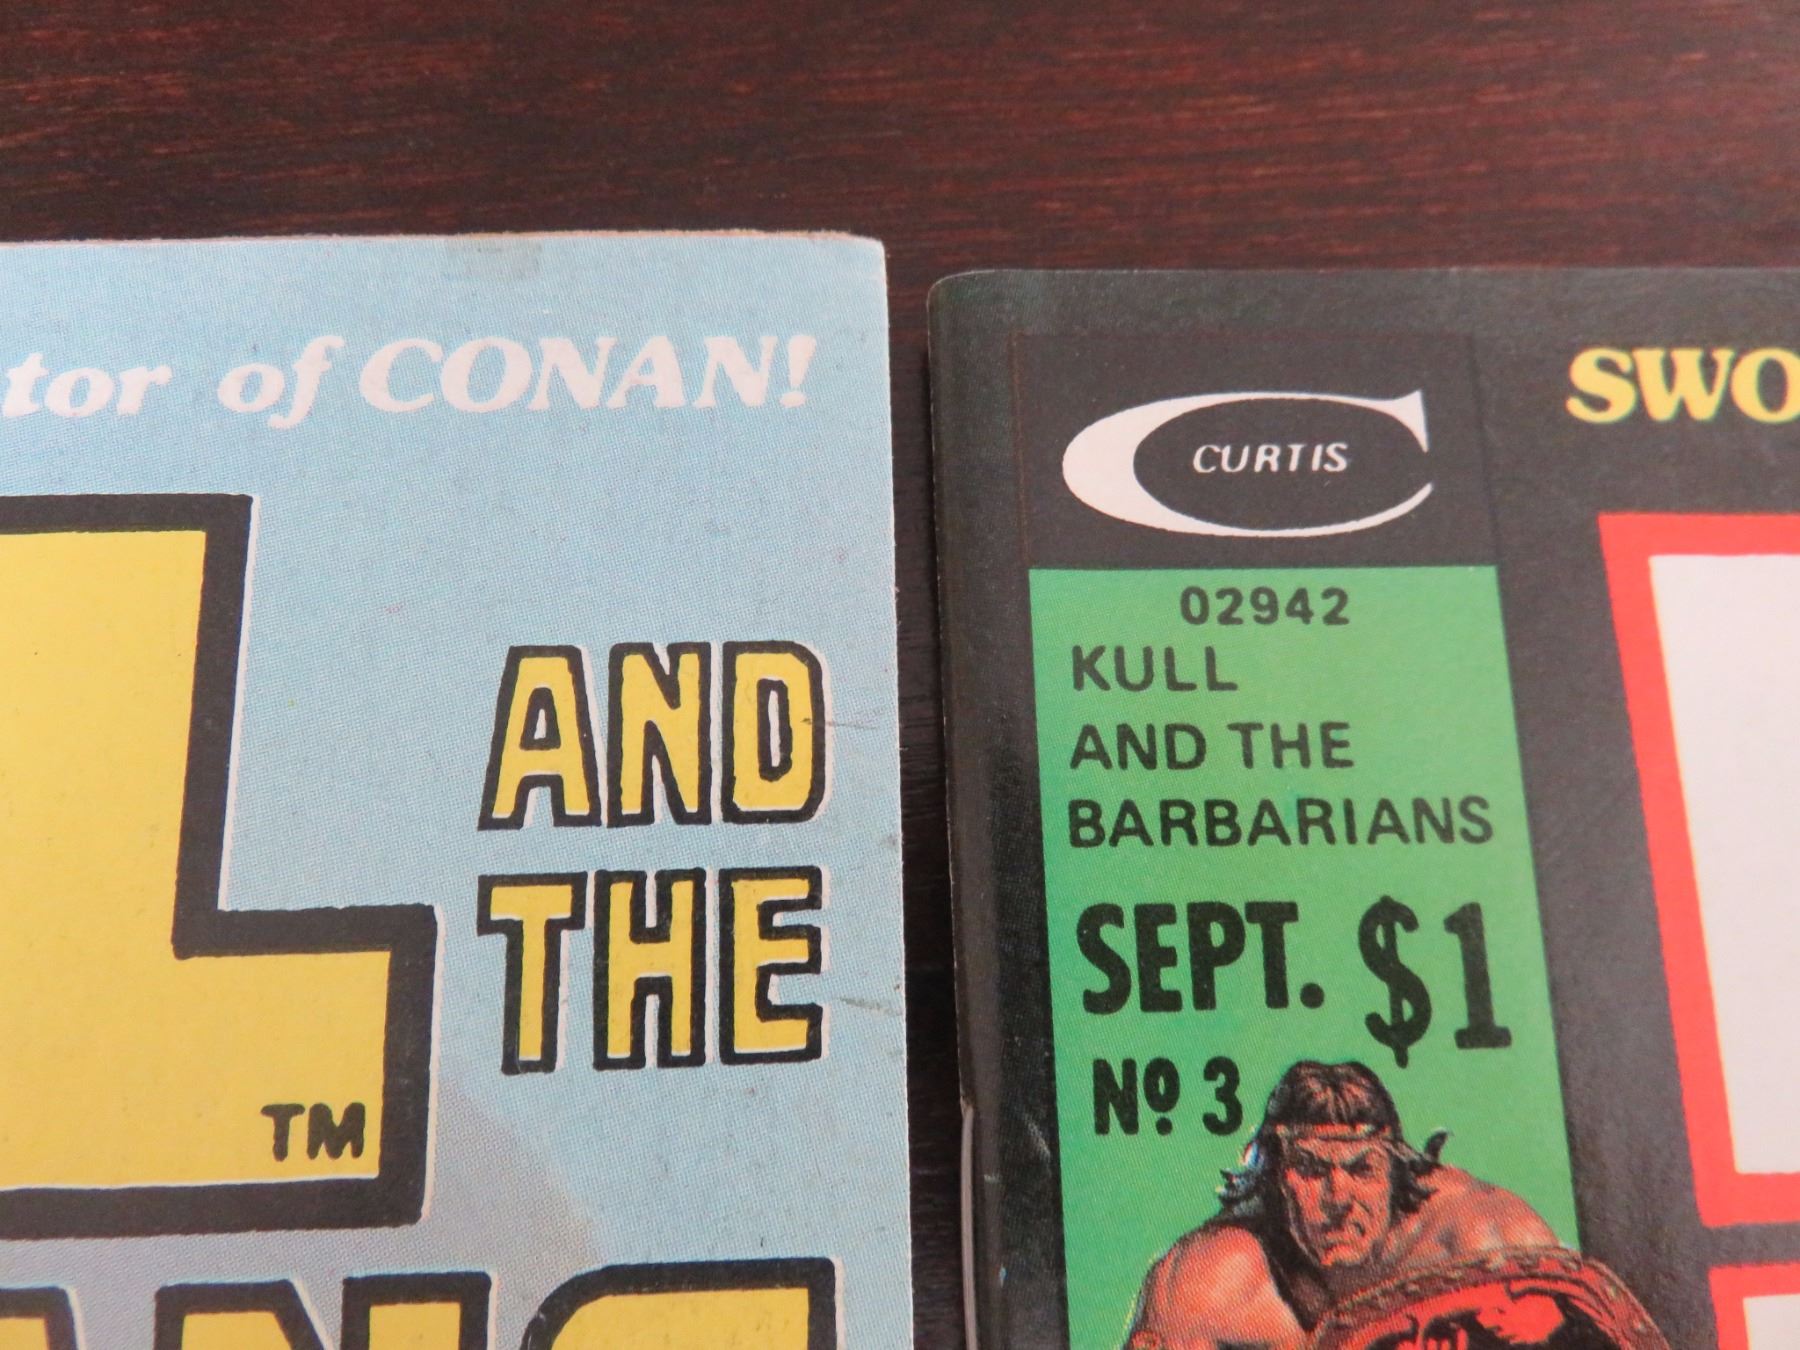 tor of CONAN!
AND
THE
TM
CURTIS
SWO
02942
KULL
AND THE
BARBARIANS
SEPT. $1
Nº 3